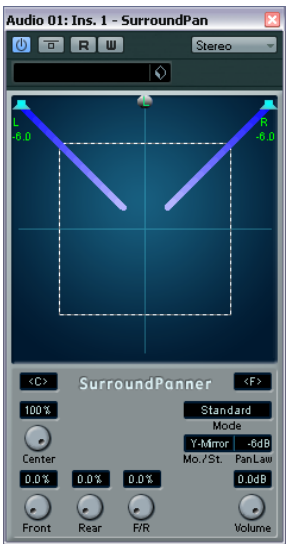 Audio 01: Ins. 1 - SurroundPan
R W Stereo
L R
-6.0 -6.0
<C> SurroundPanner <F>
100% Standard
Mode
Y-Mirror -6dB
Center Mo./St. PanLaw
0.0% 0.0% 0.0% 0.0dB
Front Rear F/R Volume